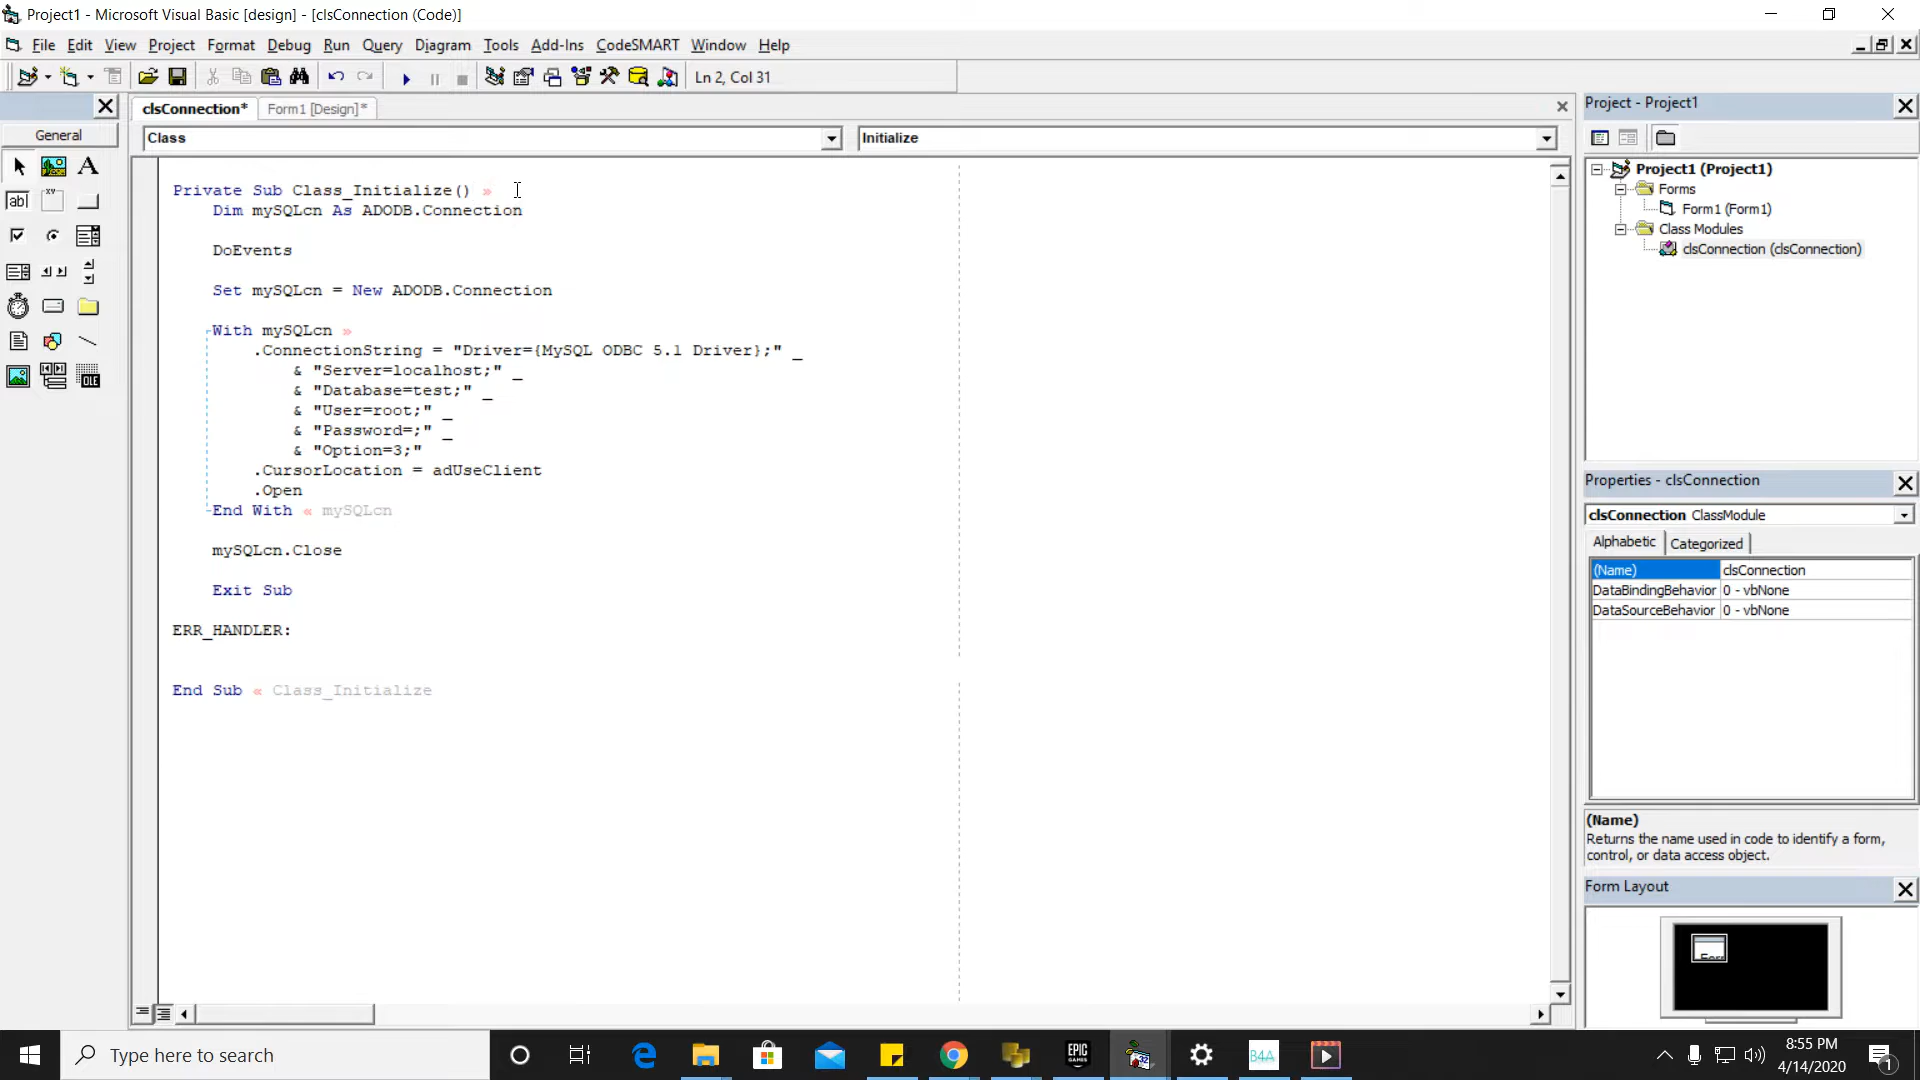 Project1 - Microsoft Visual Basic [design] - [clsConnection (Code)]
File Edit View Project Format Debug Run Query Diagram Tools Add-Ins CodeSMART Window Help
Ln 2, Col 31
clsConnection* Form1 [Design]*
General
Class Initialize
Private Sub Class_Initialize() »
Dim mySQLcn As ADODB.Connection
DoEvents
Set mySQLcn = New ADODB.Connection
With mySQLcn »
.ConnectionString = "Driver={MySQL ODBC 5.1 Driver};" _
& "Server=localhost;" _
& "Database=test;" _
& "User=root;" _
& "Password=;" _
& "Option=3;"
.CursorLocation = adUseClient
.Open
End With « mySQLcn
mySQLcn.Close
Exit Sub
ERR_HANDLER:
End Sub « Class_Initialize
Project - Project1
Project1 (Project1)
Forms
Form1 (Form1)
Class Modules
clsConnection (clsConnection)
Properties - clsConnection
clsConnection ClassModule
Alphabetic Categorized
(Name) clsConnection
DataBindingBehavior 0 - vbNone
DataSourceBehavior 0 - vbNone
(Name)
Returns the name used in code to identify a form,
control, or data access object.
Form Layout
Type here to search
EPIC
GAMES
B4A
8:55 PM
4/14/2020
1